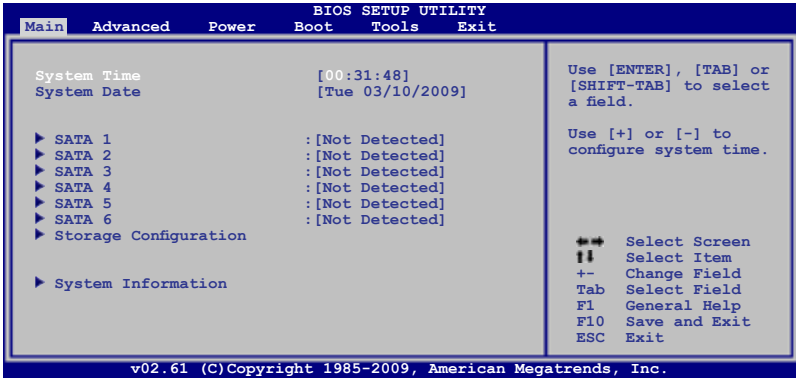 BIOS SETUP UTILITY
Main Advanced Power Boot Tools Exit
System Time [00:31:48]
System Date [Tue 03/10/2009]
SATA 1 :[Not Detected]
SATA 2 :[Not Detected]
SATA 3 :[Not Detected]
SATA 4 :[Not Detected]
SATA 5 :[Not Detected]
SATA 6 :[Not Detected]
Storage Configuration
System Information
Use [ENTER], [TAB] or
[SHIFT-TAB] to select
a field.
Use [+] or [-] to
configure system time.
←→ Select Screen
↑↓ Select Item
+- Change Field
Tab Select Field
F1 General Help
F10 Save and Exit
ESC Exit
v02.61 (C)Copyright 1985-2009, American Megatrends, Inc.